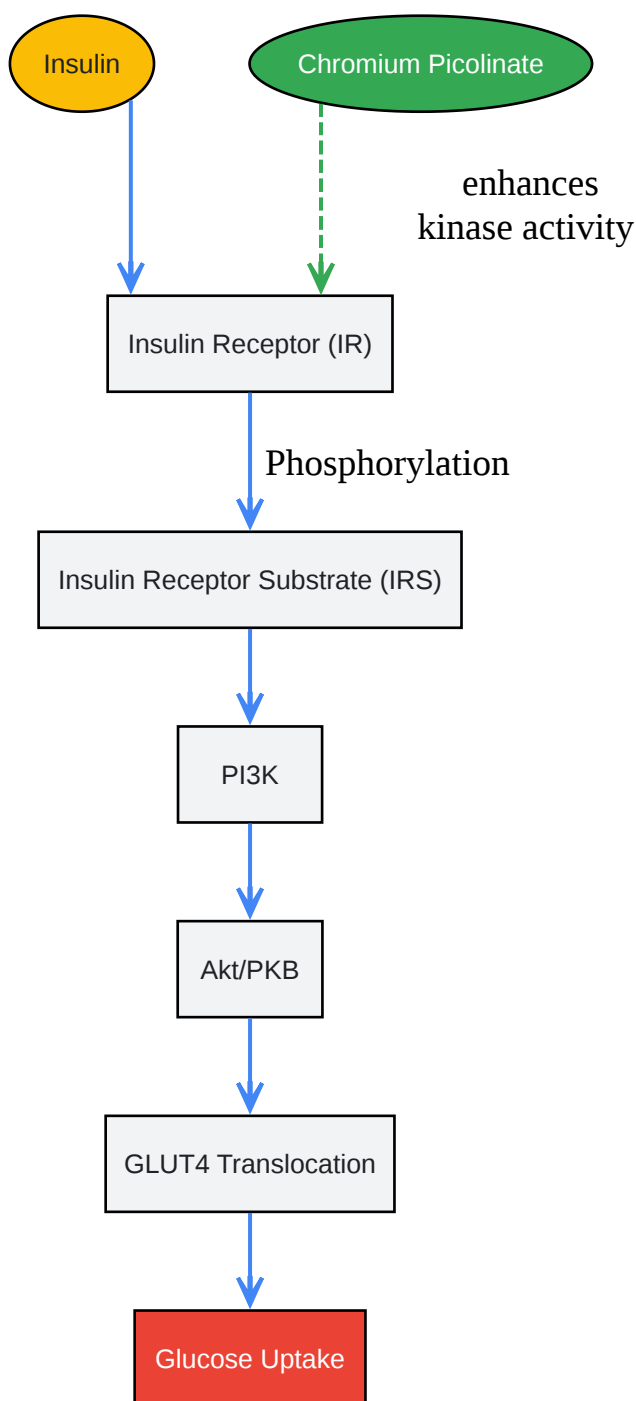 Insulin
Chromium Picolinate
enhances
kinase activity
Insulin Receptor (IR)
Phosphorylation
Insulin Receptor Substrate (IRS)
PI3K
Akt/PKB
GLUT4 Translocation
Glucose Uptake